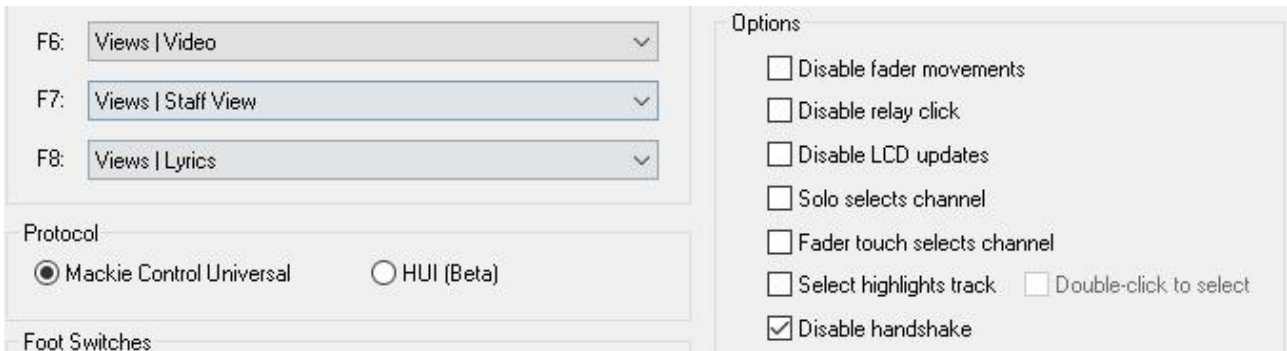 F6: Views | Video
F7: Views | Staff View
F8: Views | Lyrics
Protocol
Mackie Control Universal
HUI (Beta)
Foot Switches
Options
Disable fader movements
Disable relay click
Disable LCD updates
Solo selects channel
Fader touch selects channel
Select highlights track Double-click to select
Disable handshake